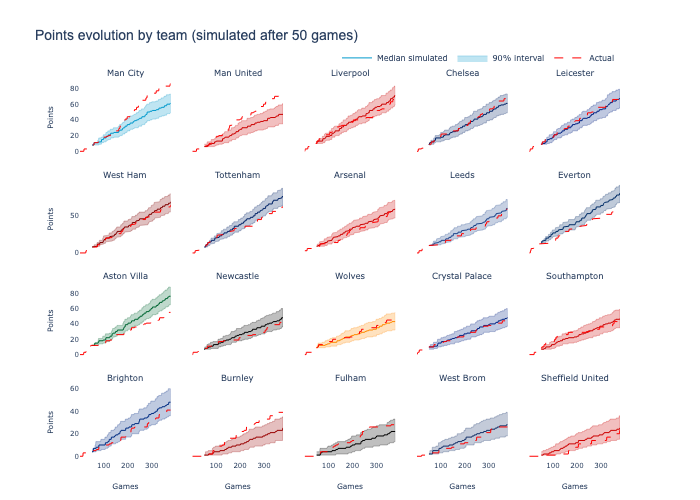 Points evolution by team (simulated after 50 games)
Median simulated 90% interval Actual
Man City Man United Liverpool Chelsea Leicester
80
60
40
20
0
Points
West Ham Tottenham Arsenal Leeds Everton
50
0
Points
Aston Villa Newcastle Wolves Crystal Palace Southampton
80
60
40
20
0
Points
Brighton Burnley Fulham West Brom Sheffield United
60
40
20
0
Points
100 200 300 100 200 300 100 200 300 100 200 300 100 200 300
Games Games Games Games Games